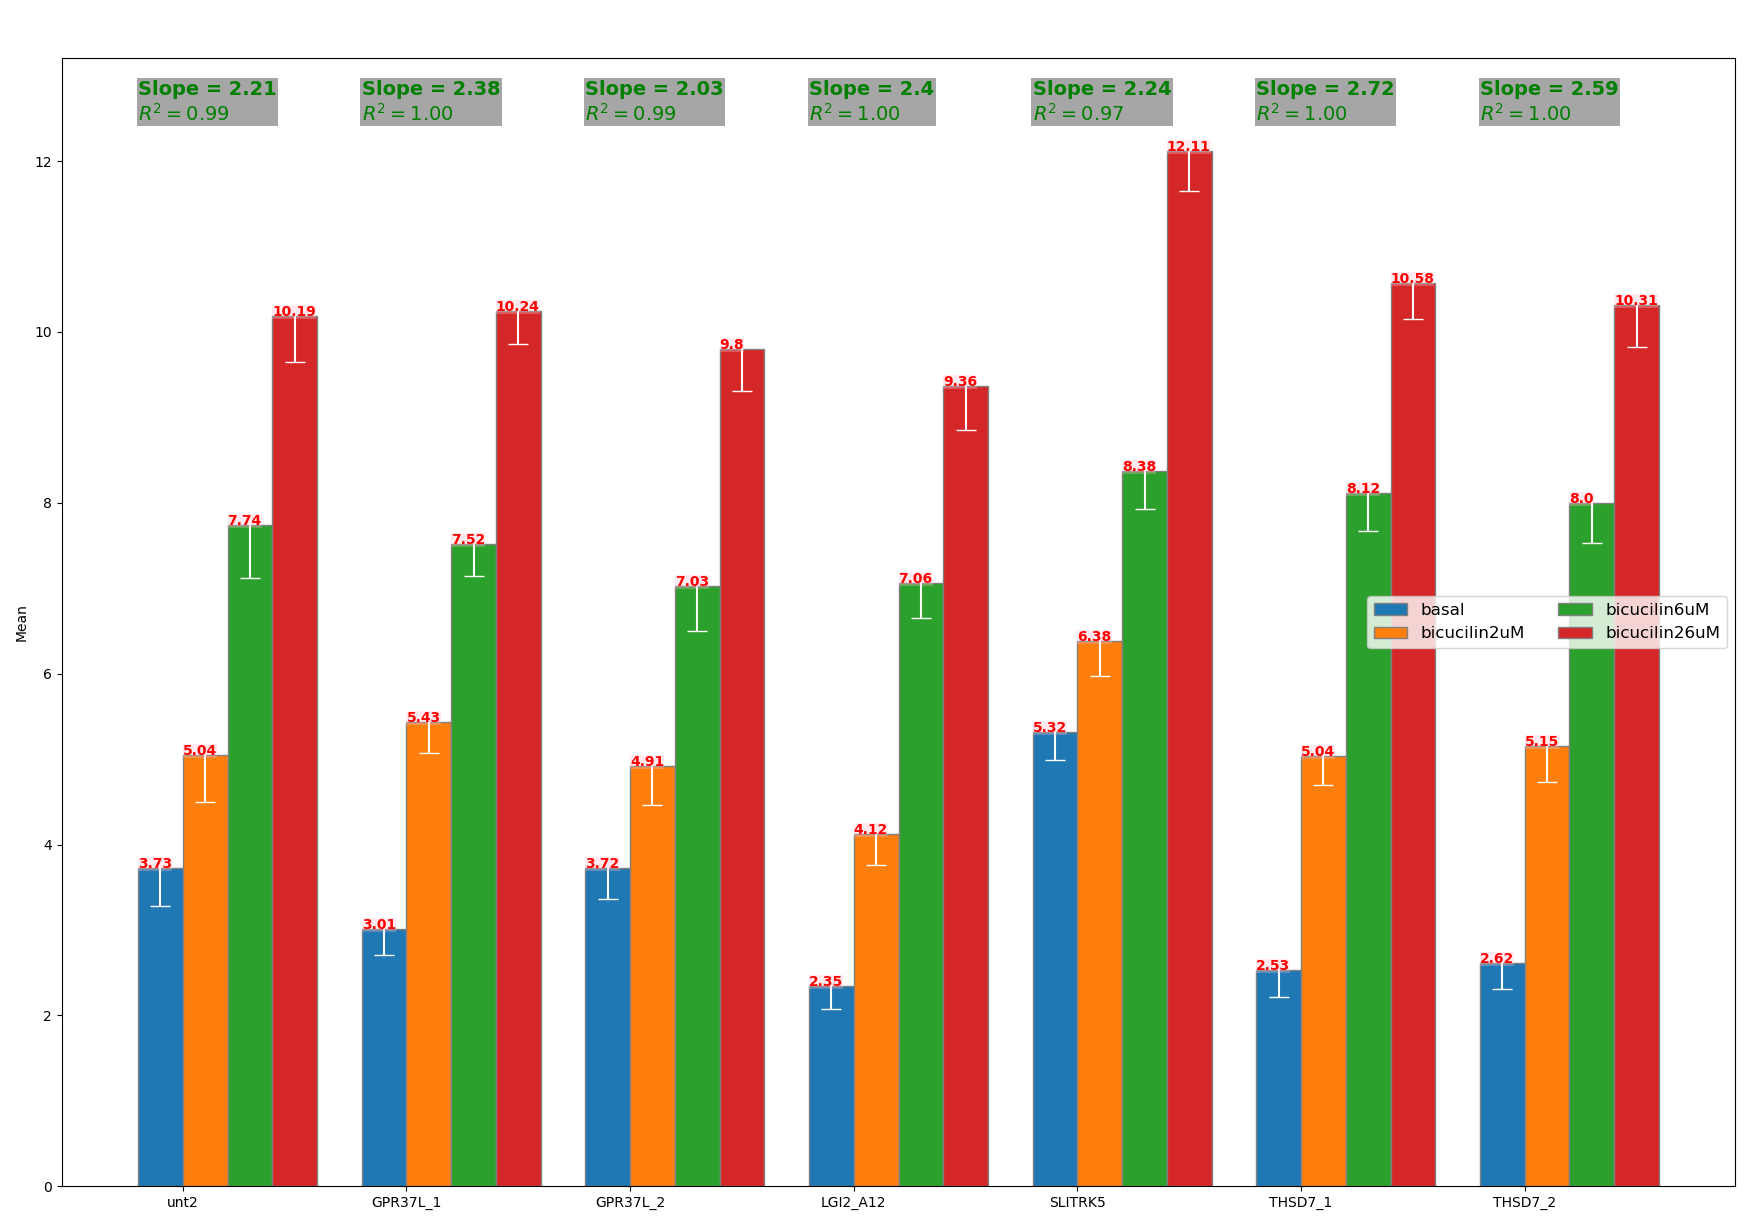 Slope = 2.21
R² = 0.99
Slope = 2.38
R² = 1.00
Slope = 2.03
R² = 0.99
Slope = 2.4
R² = 1.00
Slope = 2.24
R² = 0.97
Slope = 2.72
R² = 1.00
Slope = 2.59
R² = 1.00
Mean
12
10
8
6
4
2
0
3.73
5.04
7.74
10.19
3.01
5.43
7.52
10.24
3.72
4.91
7.03
9.8
2.35
4.12
7.06
9.36
5.32
6.38
8.38
12.11
2.53
5.04
8.12
10.58
2.62
5.15
8.0
10.31
basal
bicucilin2uM
bicucilin6uM
bicucilin26uM
unt2
GPR37L_1
GPR37L_2
LGI2_A12
SLITRK5
THSD7_1
THSD7_2